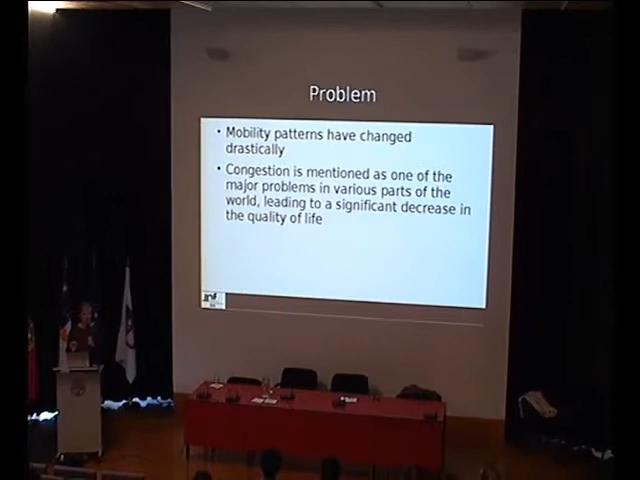 Problem
• Mobility patterns have changed
drastically
• Congestion is mentioned as one of the
major problems in various parts of the
world, leading to a significant decrease in
the quality of life